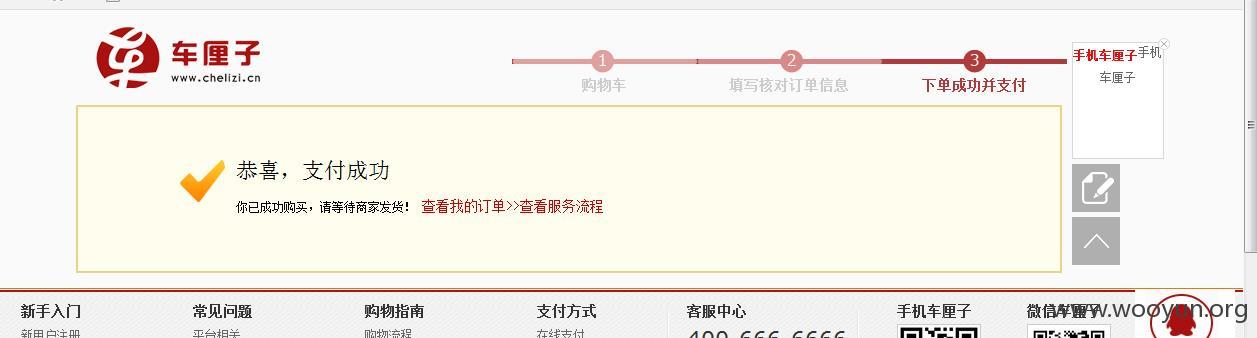 车厘子
www.chelizi.cn
1 2 3
购物车 填写核对订单信息 下单成功并支付
手机车厘子手机
车厘子
恭喜，支付成功
你已成功购买，请等待商家发货！ 查看我的订单>>查看服务流程
新手入门 常见问题 购物指南 支付方式 客服中心 手机车厘子 微信车厘子
www.wooyun.org
新用户注册 平台相关 购物流程 在线支付 400-666-6666